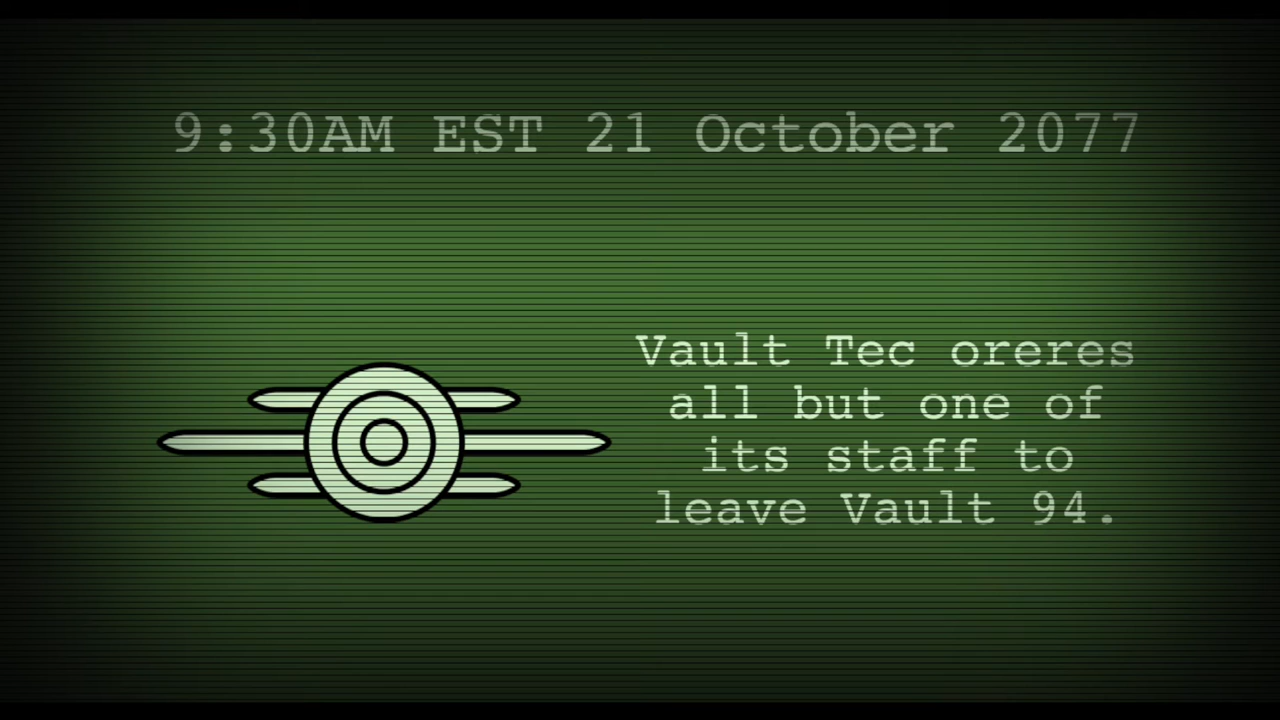 9:30AM EST 21 October 2077
Vault Tec oreres
all but one of
its staff to
leave Vault 94.